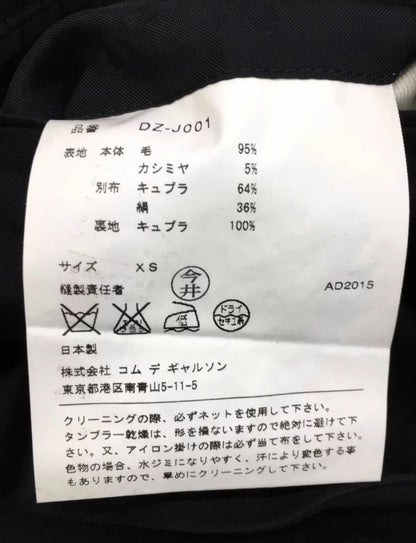 品番 DZ-J001
表地 本体 毛 95%
カシミヤ 5%
別布 キュプラ 64%
絹 36%
裏地 キュプラ 100%
サイズ XS
縫製責任者 今井 AD2015
ドライ
セキユ系
日本製
株式会社 コム デ ギャルソン
東京都港区南青山5-11-5
クリーニングの際、必ずネットを使用して下さい。
タンブラー乾燥は、形を損ないますので絶対に避けて下
さい。又、アイロン掛けの際は必ず当て布をして下さい。
色物の場合、水ジミになりやすく、汗により変色する事
もありますので、早めにクリーニングして下さい。